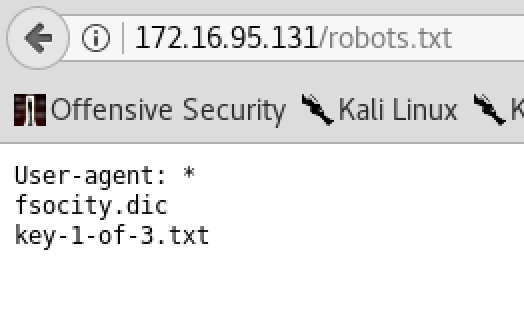 172.16.95.131/robots.txt
Offensive Security Kali Linux K
User-agent: *
fsocity.dic
key-1-of-3.txt